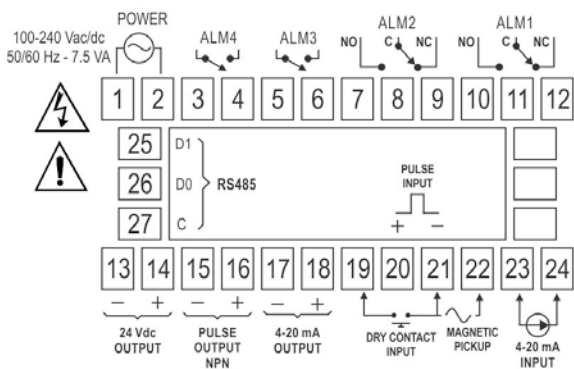 POWER
100-240 Vac/dc
50/60 Hz - 7.5 VA
ALM4
ALM3
ALM2
NO C NC
ALM1
NO C NC
1 2 3 4 5 6 7 8 9 10 11 12
25 D1
26 D0 RS485
27 C
PULSE
INPUT
+ −
13 14 15 16 17 18 19 20 21 22 23 24
− + − + − +
24 Vdc
OUTPUT
PULSE
OUTPUT
NPN
4-20 mA
OUTPUT
DRY CONTACT
INPUT
MAGNETIC
PICKUP
4-20 mA
INPUT